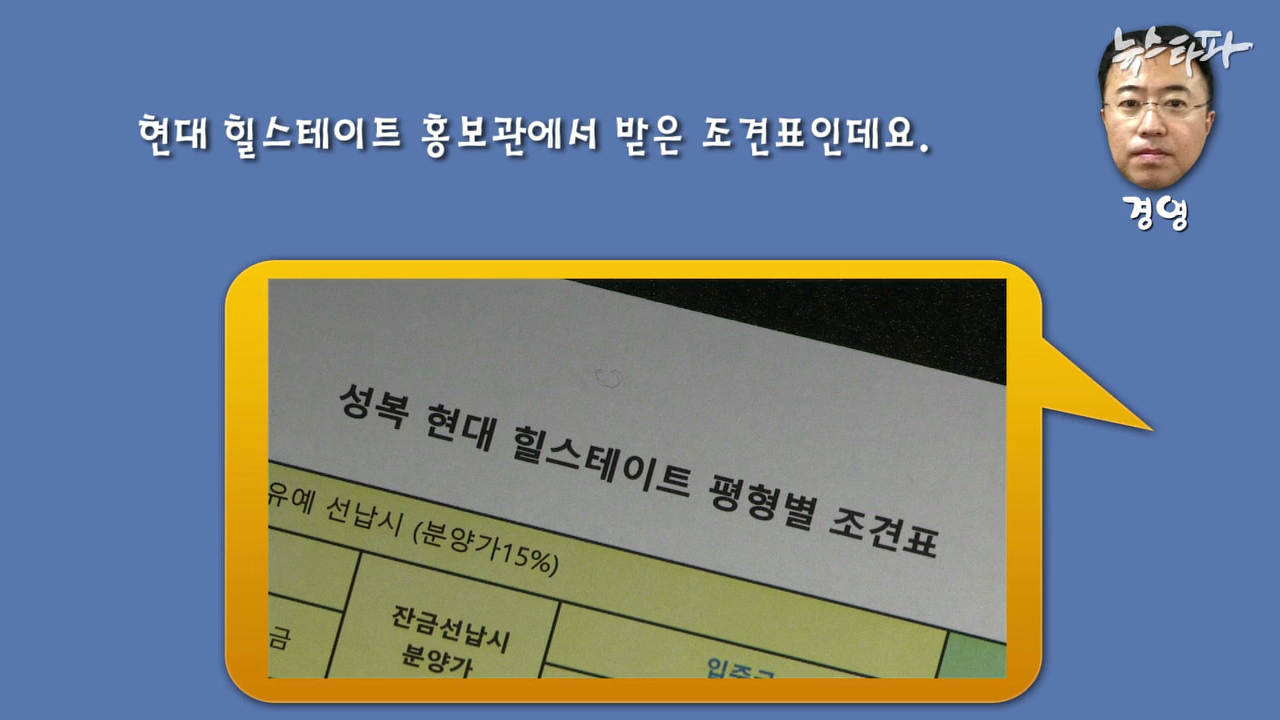 뉴스타파
현대 힐스테이트 홍보관에서 받은 조견표인데요.
경영
성복 현대 힐스테이트 평형별 조견표
유예 선납시 (분양가15%)
잔금선납시
분양가
금